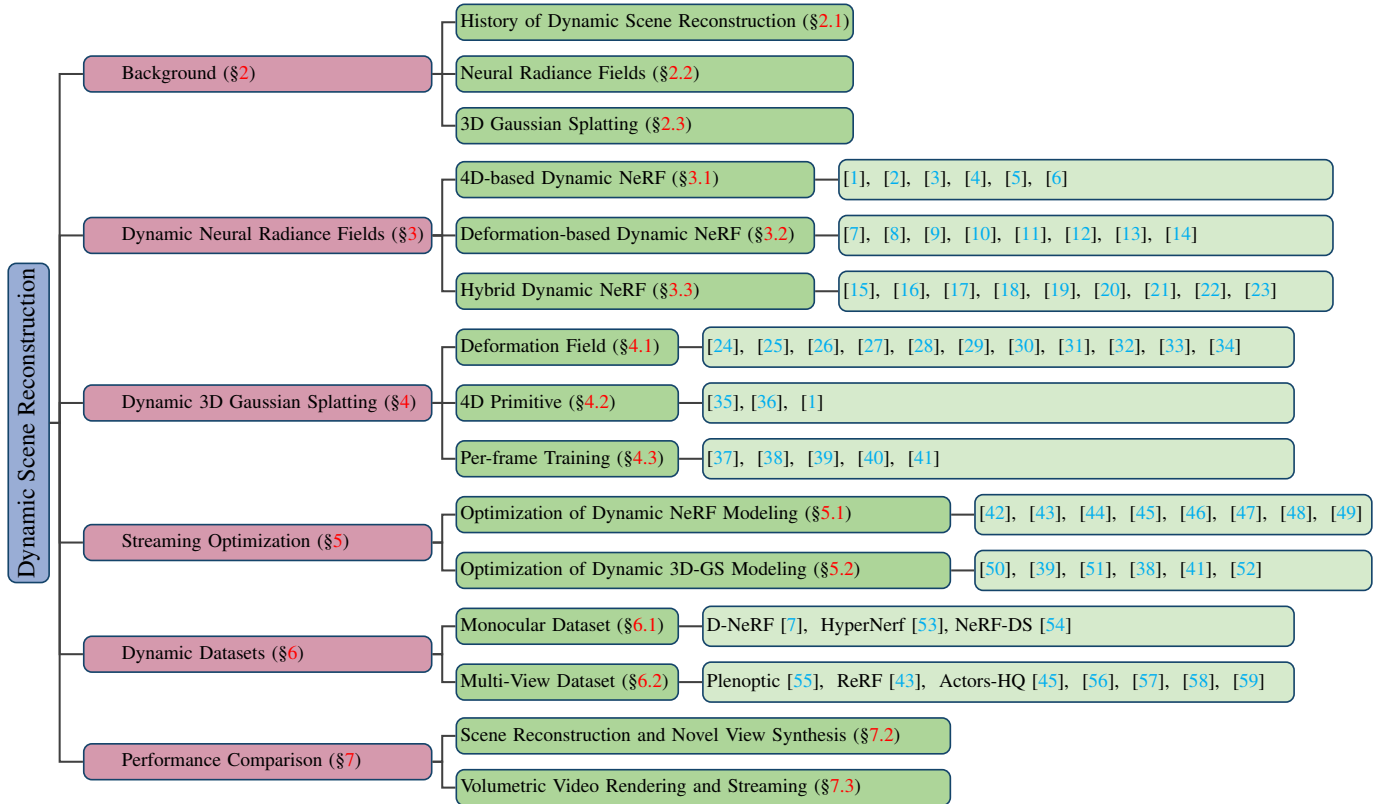 Dynamic Scene Reconstruction
Background (§2)
History of Dynamic Scene Reconstruction (§2.1)
Neural Radiance Fields (§2.2)
3D Gaussian Splatting (§2.3)
Dynamic Neural Radiance Fields (§3)
4D-based Dynamic NeRF (§3.1)
[1], [2], [3], [4], [5], [6]
Deformation-based Dynamic NeRF (§3.2)
[7], [8], [9], [10], [11], [12], [13], [14]
Hybrid Dynamic NeRF (§3.3)
[15], [16], [17], [18], [19], [20], [21], [22], [23]
Dynamic 3D Gaussian Splatting (§4)
Deformation Field (§4.1)
[24], [25], [26], [27], [28], [29], [30], [31], [32], [33], [34]
4D Primitive (§4.2)
[35], [36], [1]
Per-frame Training (§4.3)
[37], [38], [39], [40], [41]
Streaming Optimization (§5)
Optimization of Dynamic NeRF Modeling (§5.1)
[42], [43], [44], [45], [46], [47], [48], [49]
Optimization of Dynamic 3D-GS Modeling (§5.2)
[50], [39], [51], [38], [41], [52]
Dynamic Datasets (§6)
Monocular Dataset (§6.1)
D-NeRF [7], HyperNerf [53], NeRF-DS [54]
Multi-View Dataset (§6.2)
Plenoptic [55], ReRF [43], Actors-HQ [45], [56], [57], [58], [59]
Performance Comparison (§7)
Scene Reconstruction and Novel View Synthesis (§7.2)
Volumetric Video Rendering and Streaming (§7.3)